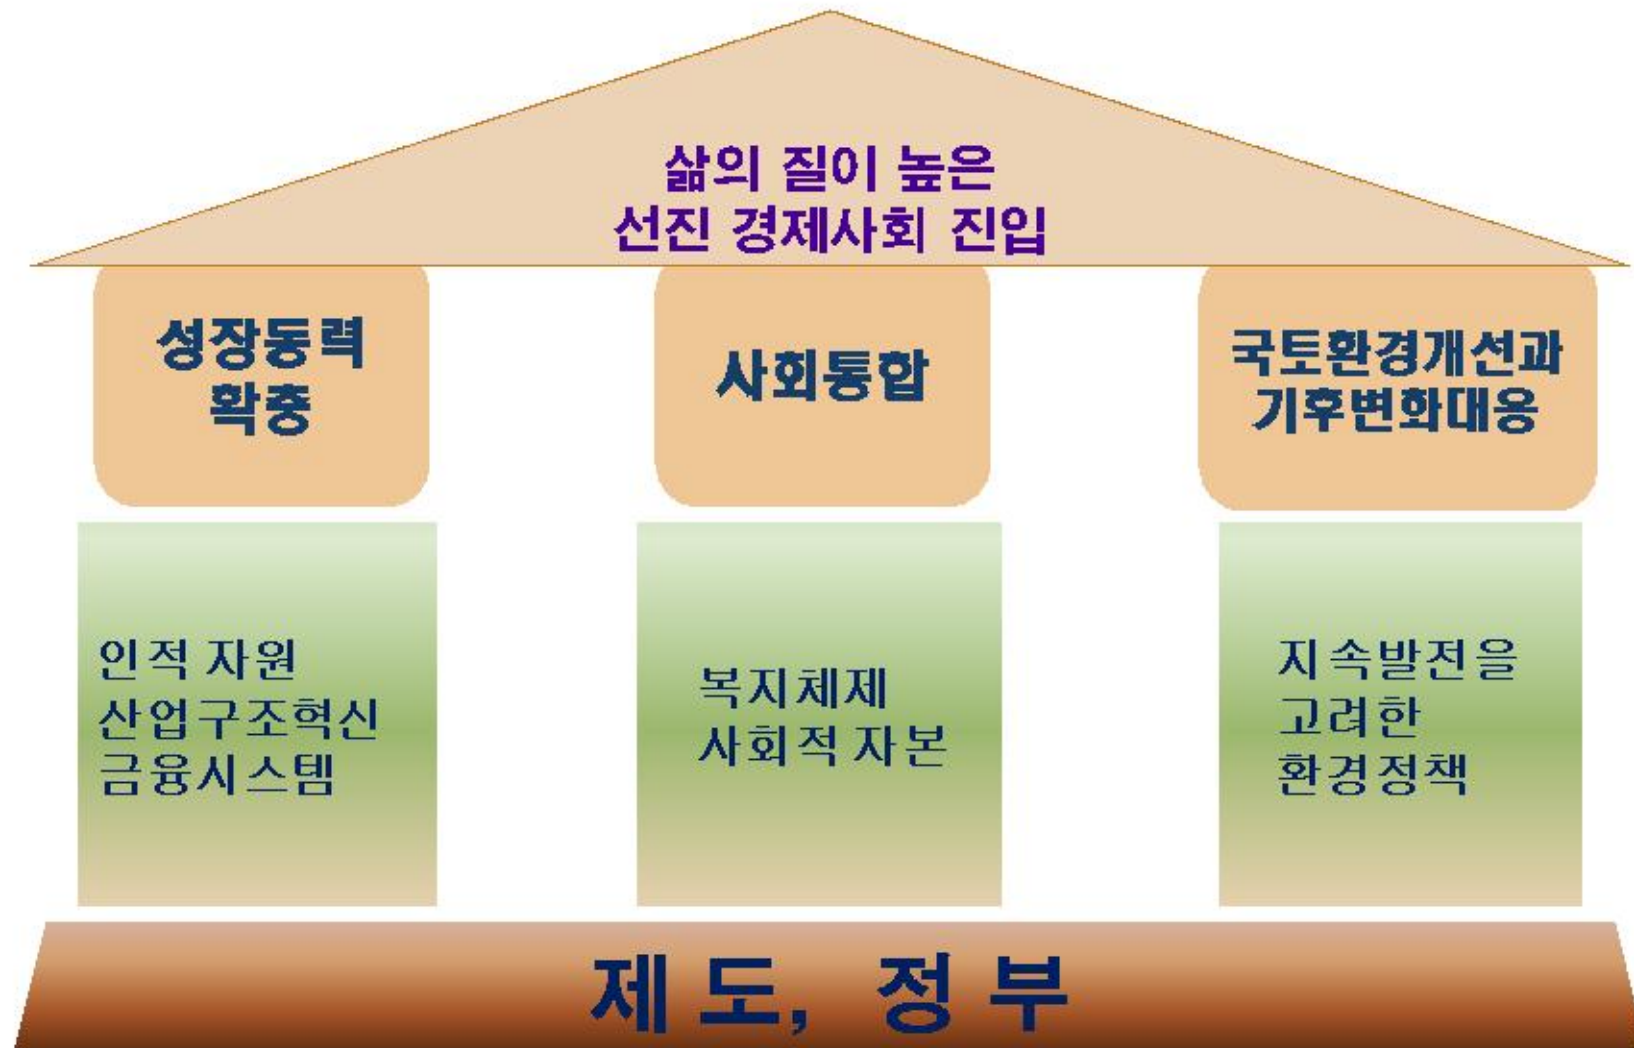 삶의 질이 높은
선진 경제사회 진입
성장동력
확충
사회통합
국토환경개선과
기후변화대응
인적 자원
산업구조혁신
금융시스템
복지체제
사회적 자본
지속발전을
고려한
환경정책
제도, 정부